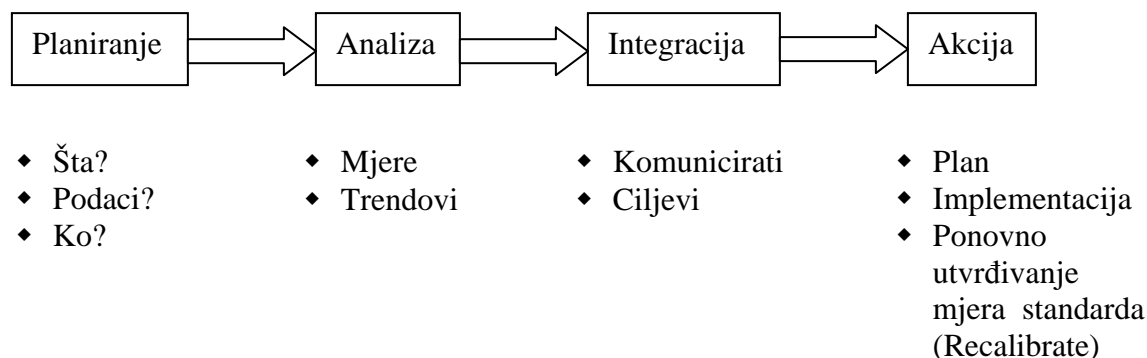 Planiranje
Analiza
Integracija
Akcija
◆ Šta?
◆ Podaci?
◆ Ko?
◆ Mjere
◆ Trendovi
◆ Komunicirati
◆ Ciljevi
◆ Plan
◆ Implementacija
◆ Ponovno
utvrđivanje
mjera standarda
(Recalibrate)